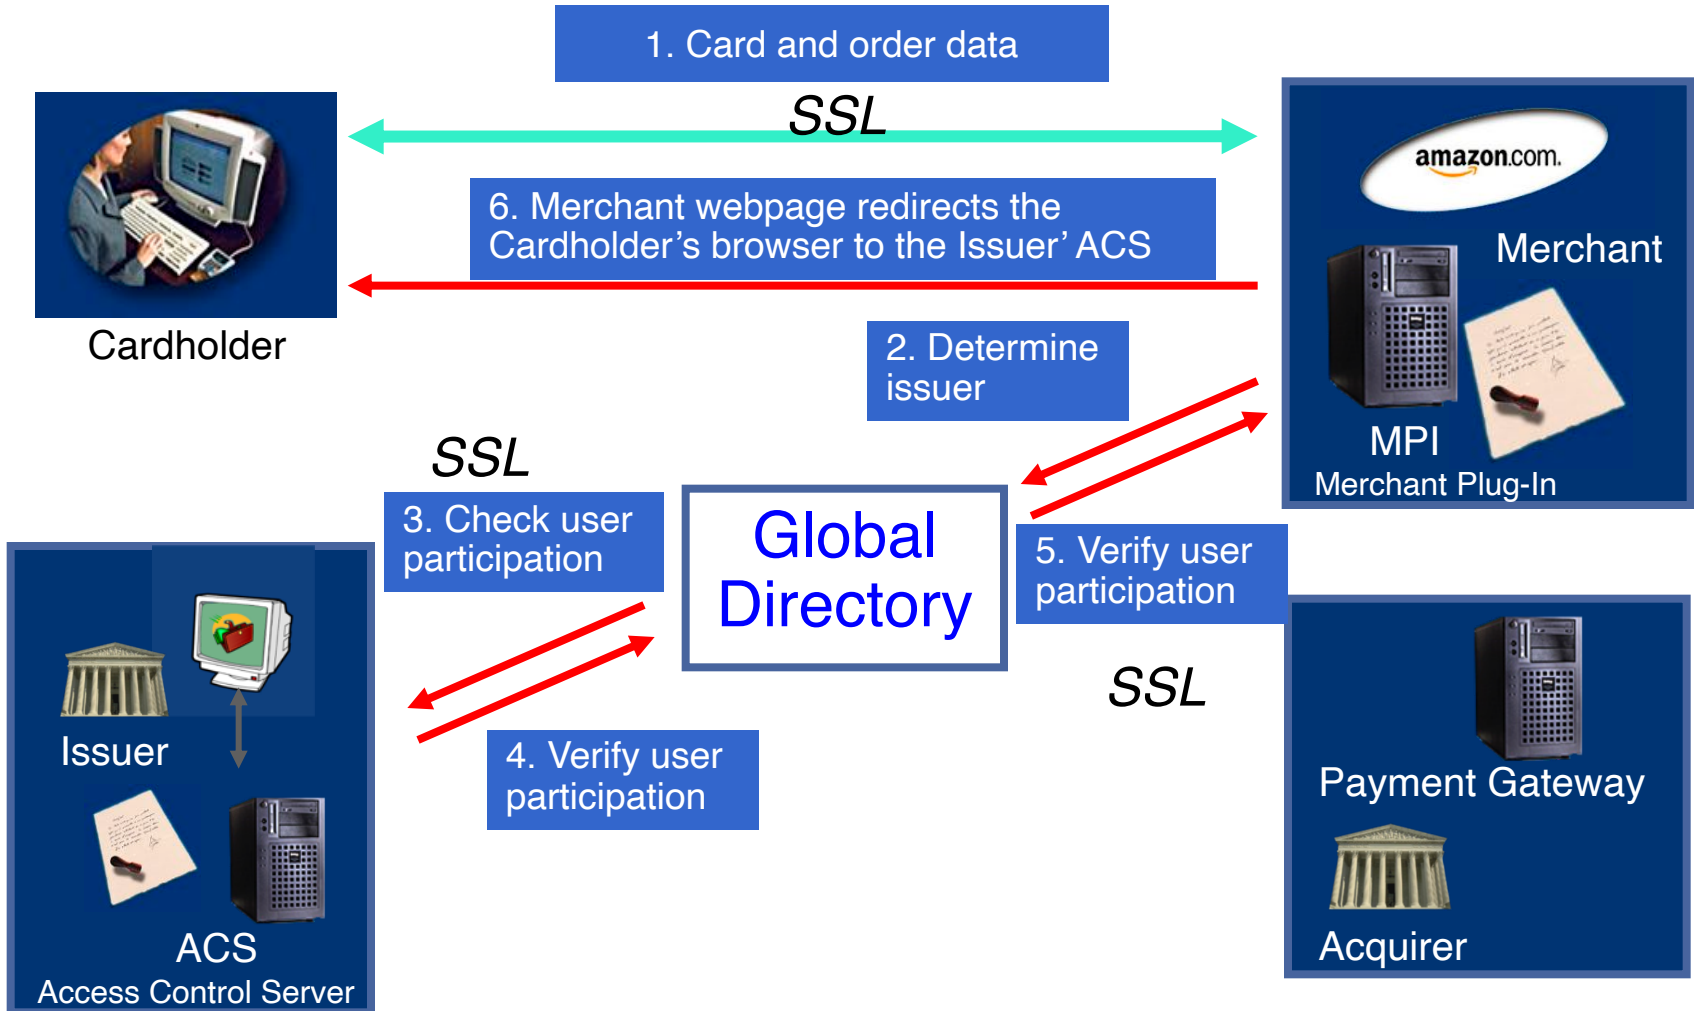 1. Card and order data
SSL
amazon.com.
6. Merchant webpage redirects the
Cardholder’s browser to the Issuer’ ACS
Merchant
Cardholder
2. Determine
issuer
MPI
Merchant Plug-In
SSL
3. Check user
participation
Global
Directory
5. Verify user
participation
SSL
Issuer
4. Verify user
participation
Payment Gateway
ACS
Access Control Server
Acquirer